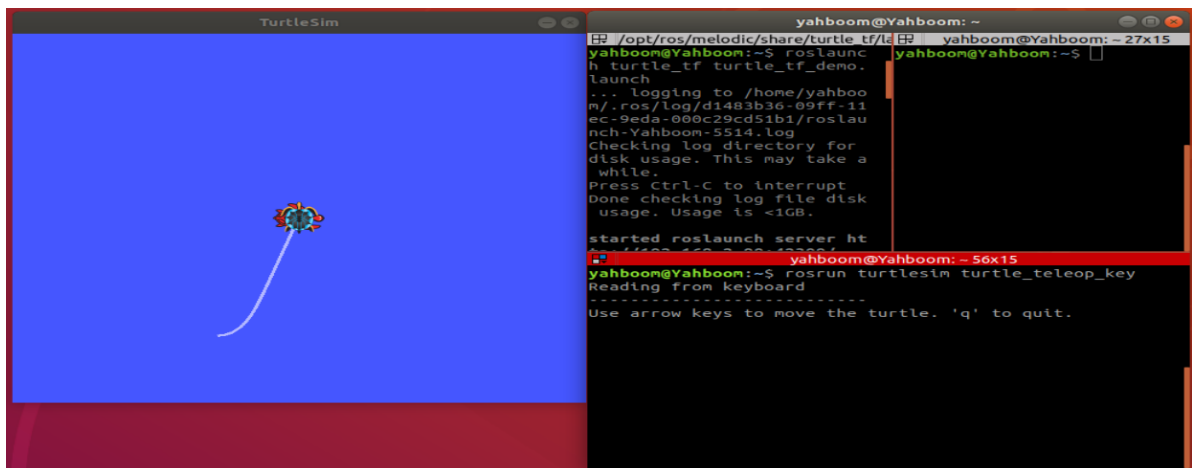 TurtleSim
yahboom@Yahboom: ~
/opt/ros/melodic/share/turtle_tf/la
yahboom@Yahboom:~$ roslaunc
h turtle_tf turtle_tf_demo.
launch
... logging to /home/yahboo
m/.ros/log/d1483b36-09ff-11
ec-9eda-000c29cd51b1/roslau
nch-Yahboom-5514.log
Checking log directory for
disk usage. This may take a
while.
Press Ctrl-C to interrupt
Done checking log file disk
usage. Usage is <1GB.
started roslaunch server ht
yahboom@Yahboom: ~ 27x15
yahboom@Yahboom:~$
yahboom@Yahboom: ~ 56x15
yahboom@Yahboom:~$ rosrun turtlesim turtle_teleop_key
Reading from keyboard
---------------------------
Use arrow keys to move the turtle. 'q' to quit.